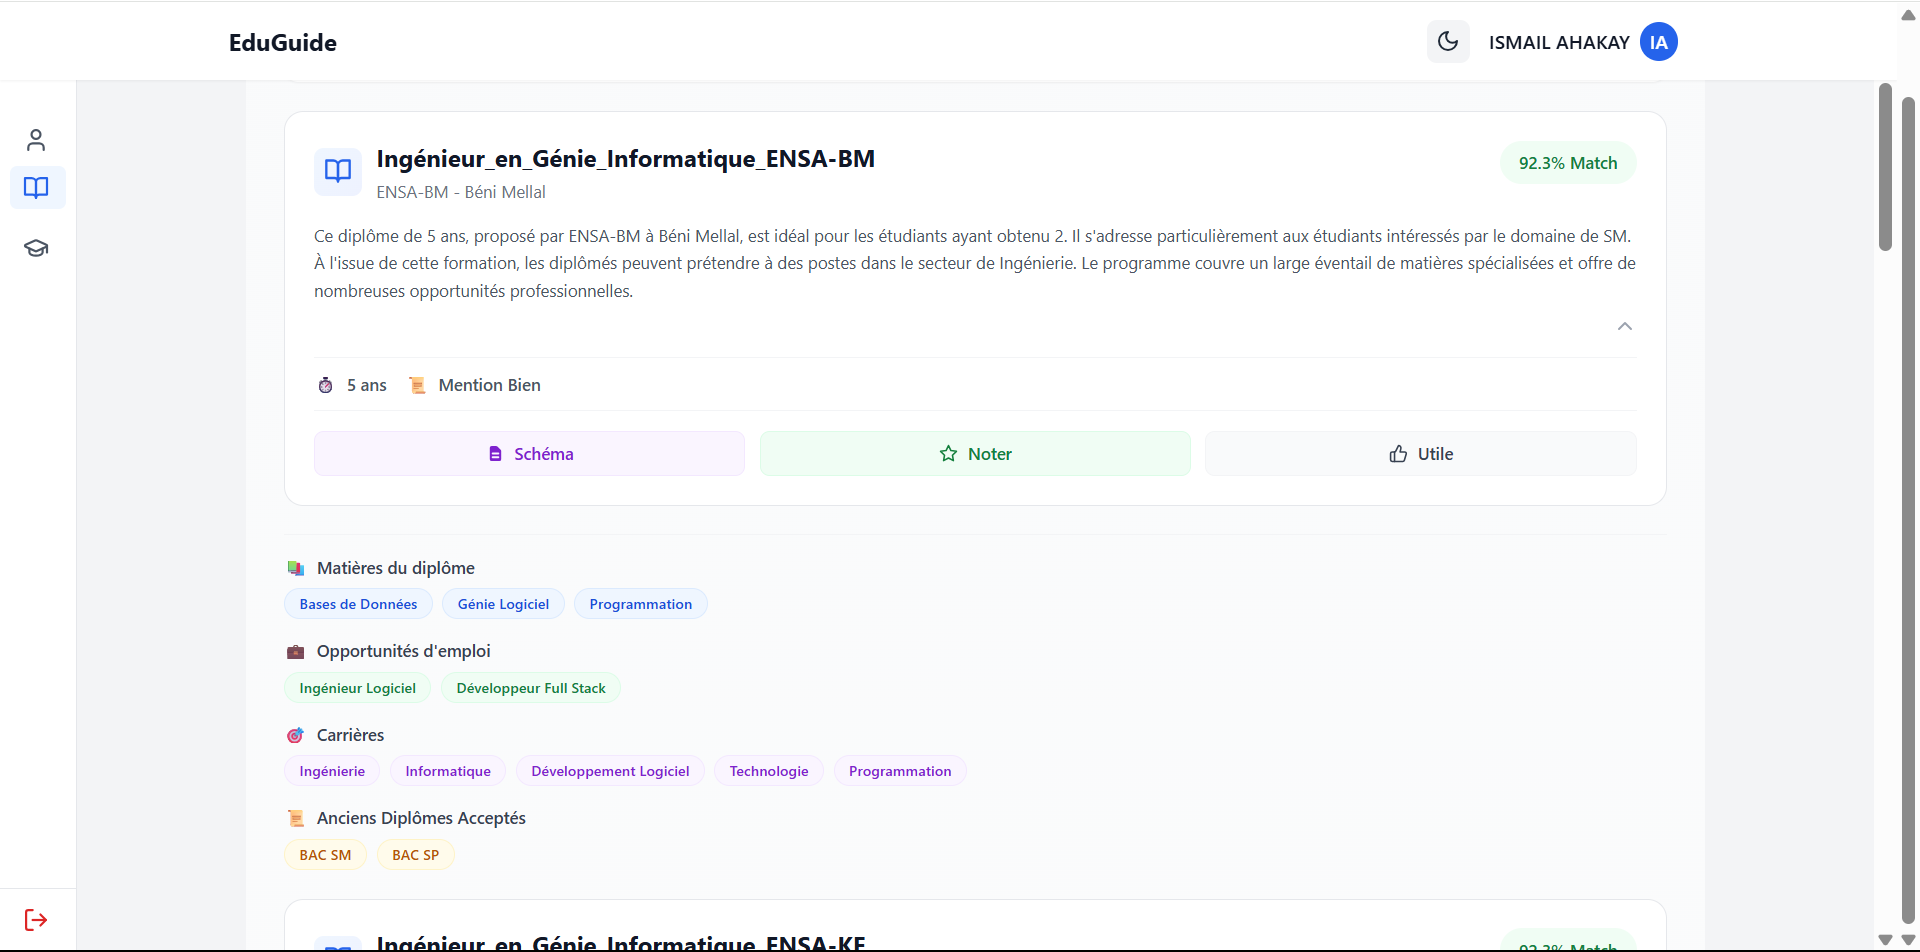 EduGuide
ISMAIL AHAKAY
IA
Ingénieur_en_Génie_Informatique_ENSA-BM
92.3% Match
ENSA-BM - Béni Mellal
Ce diplôme de 5 ans, proposé par ENSA-BM à Béni Mellal, est idéal pour les étudiants ayant obtenu 2. Il s'adresse particulièrement aux étudiants intéressés par le domaine de SM.
À l'issue de cette formation, les diplômés peuvent prétendre à des postes dans le secteur de Ingénierie. Le programme couvre un large éventail de matières spécialisées et offre de
nombreuses opportunités professionnelles.
5 ans
Mention Bien
Schéma
Noter
Utile
Matières du diplôme
Bases de Données
Génie Logiciel
Programmation
Opportunités d'emploi
Ingénieur Logiciel
Développeur Full Stack
Carrières
Ingénierie
Informatique
Développement Logiciel
Technologie
Programmation
Anciens Diplômes Acceptés
BAC SM
BAC SP
Ingénieur_en_Génie_Informatique_ENSA-KE
92.3% Match